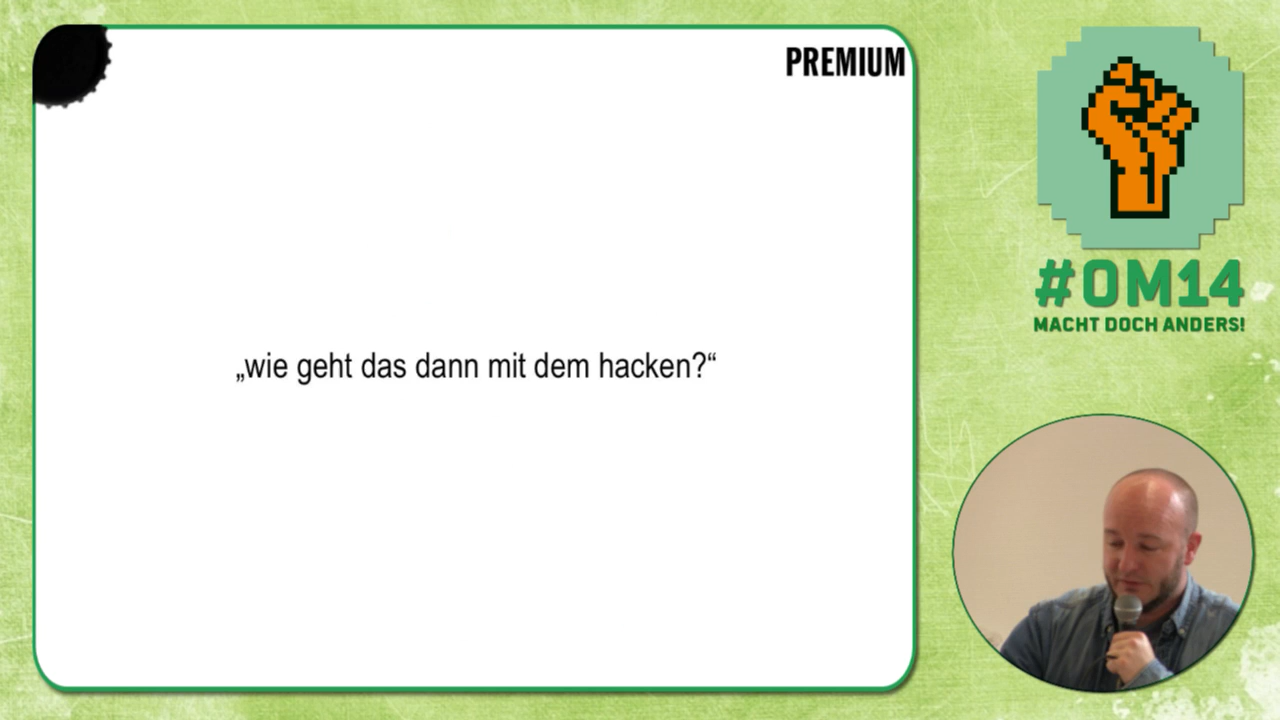 PREMIUM
„wie geht das dann mit dem hacken?“
#OM14
MACHT DOCH ANDERS!